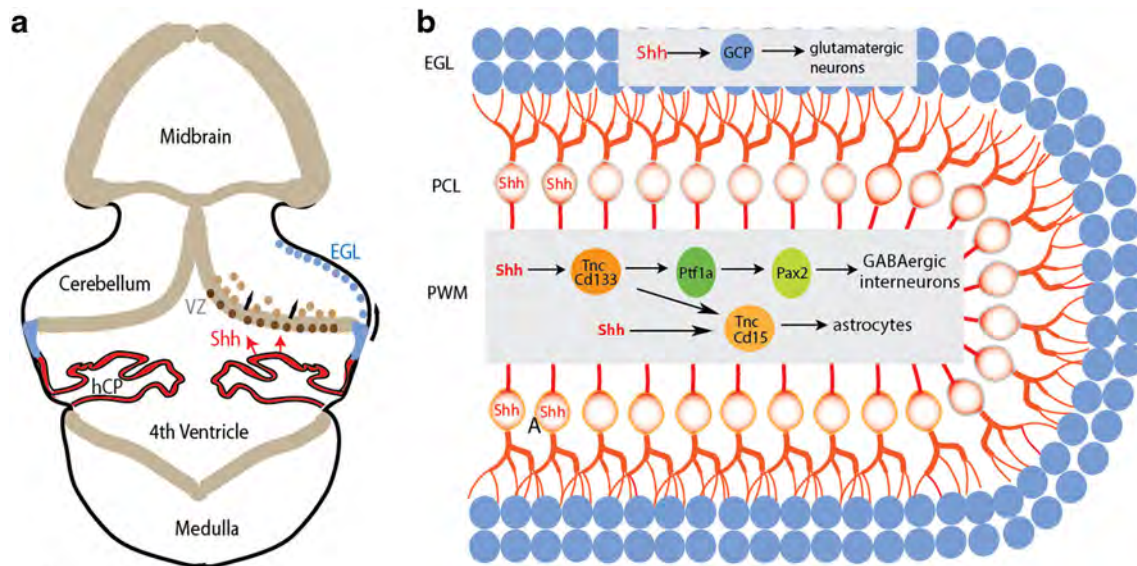 a
Midbrain
EGL
Cerebellum
VZ
Shh
hCP
4th Ventricle
Medulla
b
EGL
Shh
GCP
glutamatergic
neurons
PCL
Shh
Shh
PWM
Shh
Tnc
Cd133
Ptf1a
Pax2
GABAergic
interneurons
Shh
Tnc
Cd15
astrocytes
Shh
Shh
A